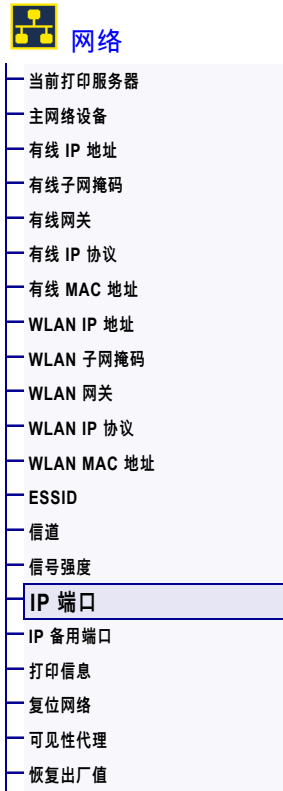 网络
当前打印服务器
主网络设备
有线 IP 地址
有线子网掩码
有线网关
有线 IP 协议
有线 MAC 地址
WLAN IP 地址
WLAN 子网掩码
WLAN 网关
WLAN IP 协议
WLAN MAC 地址
ESSID
信道
信号强度
IP 端口
IP 备用端口
打印信息
复位网络
可见性代理
恢复出厂值